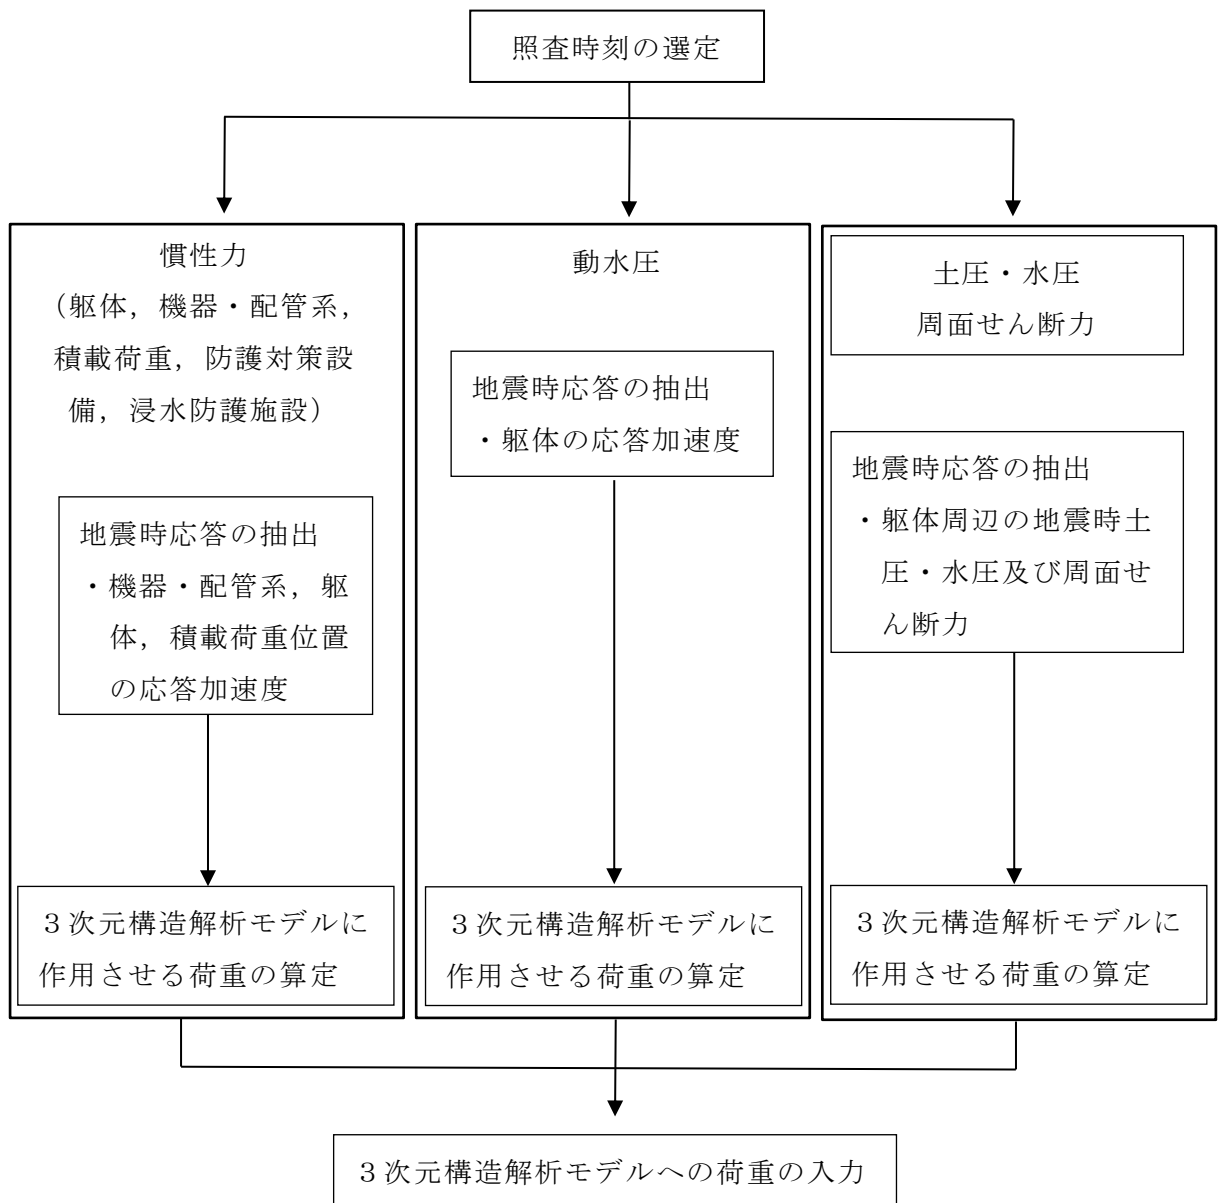 照査時刻の選定
慣性力
（躯体，機器・配管系，
積載荷重，防護対策設
備，浸水防護施設）
地震時応答の抽出
・機器・配管系，躯
体，積載荷重位置
の応答加速度
３次元構造解析モデルに
作用させる荷重の算定
動水圧
地震時応答の抽出
・躯体の応答加速度
３次元構造解析モデルに
作用させる荷重の算定
土圧・水圧
周面せん断力
地震時応答の抽出
・躯体周辺の地震時土
圧・水圧及び周面せ
ん断力
３次元構造解析モデルに
作用させる荷重の算定
３次元構造解析モデルへの荷重の入力